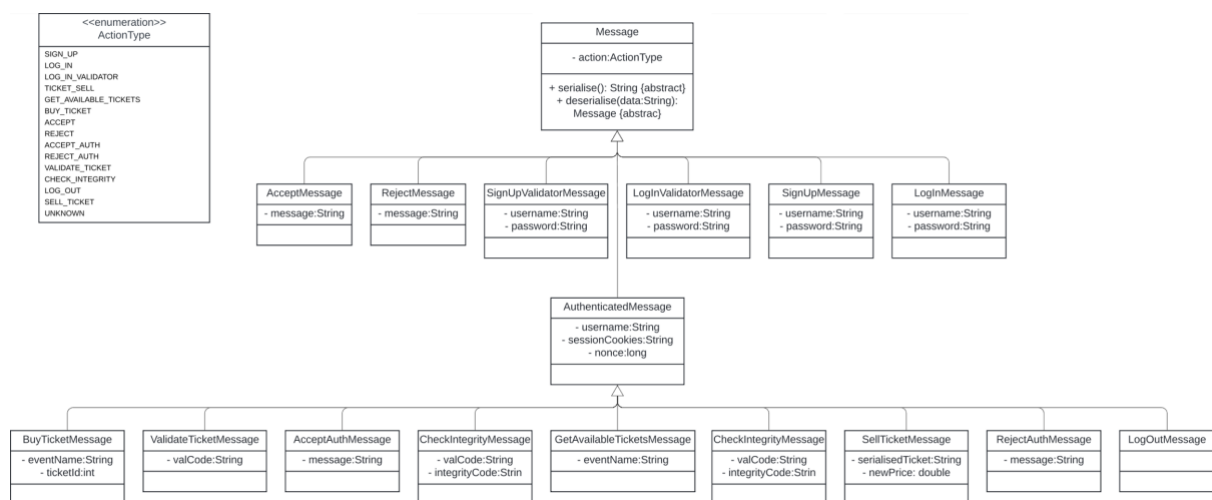 <<enumeration>>
ActionType
SIGN_UP
LOG_IN
LOG_IN_VALIDATOR
TICKET_SELL
GET_AVAILABLE_TICKETS
BUY_TICKET
ACCEPT
REJECT
ACCEPT_AUTH
REJECT_AUTH
VALIDATE_TICKET
CHECK_INTEGRITY
LOG_OUT
SELL_TICKET
UNKNOWN
Message
- action:ActionType
+ serialise(): String {abstract}
+ deserialise(data:String):
Message {abstrac}
AcceptMessage
- message:String
RejectMessage
- message:String
SignUpValidatorMessage
- username:String
- password:String
LogInValidatorMessage
- username:String
- password:String
SignUpMessage
- username:String
- password:String
LogInMessage
- username:String
- password:String
AuthenticatedMessage
- username:String
- sessionCookies:String
- nonce:long
BuyTicketMessage
- eventName:String
- ticketId:int
ValidateTicketMessage
- valCode:String
AcceptAuthMessage
- message:String
CheckIntegrityMessage
- valCode:String
- integrityCode:Strin
GetAvailableTicketsMessage
- eventName:String
CheckIntegrityMessage
- valCode:String
- integrityCode:Strin
SellTicketMessage
- serialisedTicket:String
- newPrice: double
RejectAuthMessage
- message:String
LogOutMessage